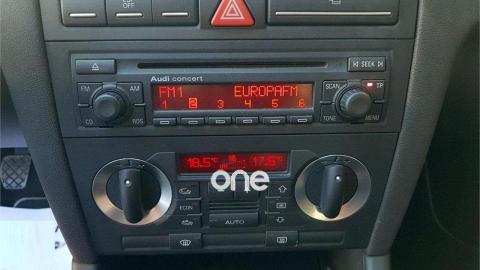 OFF
Audi
SEEK
Audi concert
FM
AM
FM1 EUROPAFM
1 2 3 4 5 6
SCAN
TP
CD
RDS
TONE
MENU
18.5°C 17.5°C
one
ECON
AUTO